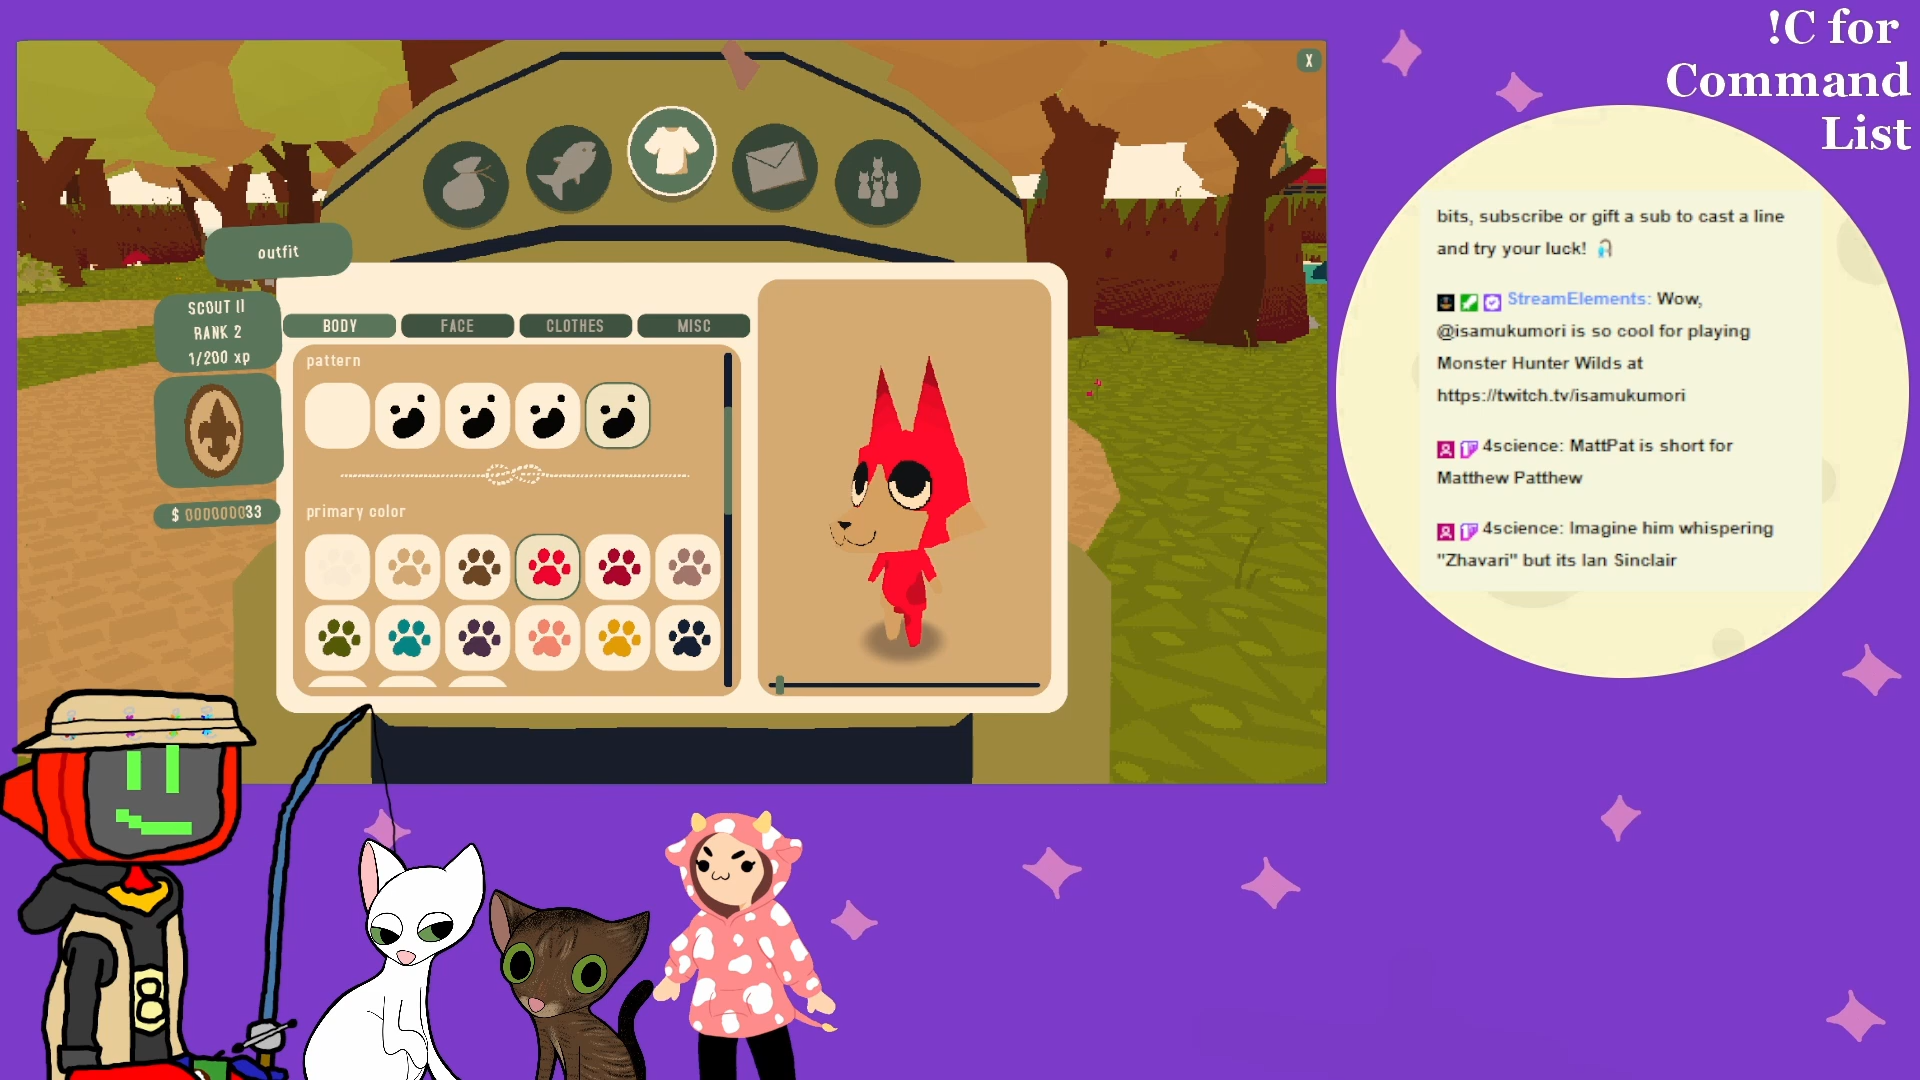 !C for
Command
List
X
outfit
SCOUT II
RANK 2
1/200 xp
$ 000000033
BODY
FACE
CLOTHES
MISC
pattern
primary color
bits, subscribe or gift a sub to cast a line
and try your luck!
StreamElements: Wow,
@isamukumori is so cool for playing
Monster Hunter Wilds at
https://twitch.tv/isamukumori
4science: MattPat is short for
Matthew Patthew
4science: Imagine him whispering
"Zhavari" but its Ian Sinclair
8